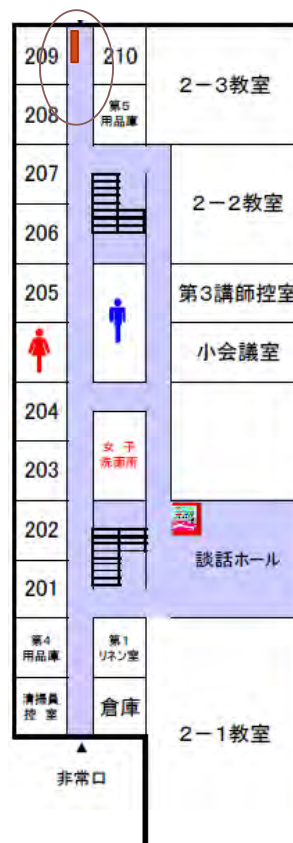 209
210
2-3教室
208
第5
用品庫
207
2-2教室
206
205
第3講師控室
小会議室
204
女子
洗面所
203
202
談話ホール
201
第4
用品庫
第1
リネン室
清掃員
控室
倉庫
2-1教室
非常口